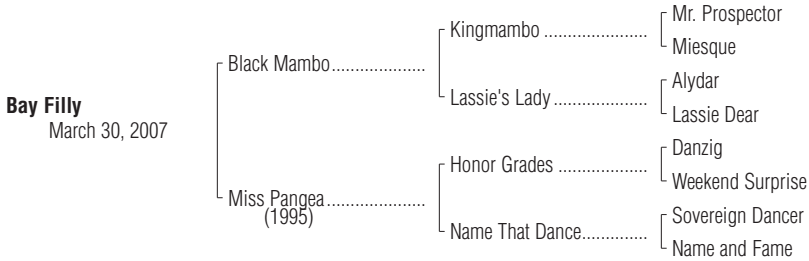 Mr. Prospector
Kingmambo ........................
Miesque
Black Mambo.....................
Alydar
Lassie's Lady .....................
Lassie Dear
Bay Filly
March 30, 2007
Danzig
Honor Grades ....................
Weekend Surprise
Miss Pangea......................
(1995)
Sovereign Dancer
Name That Dance...............
Name and Fame